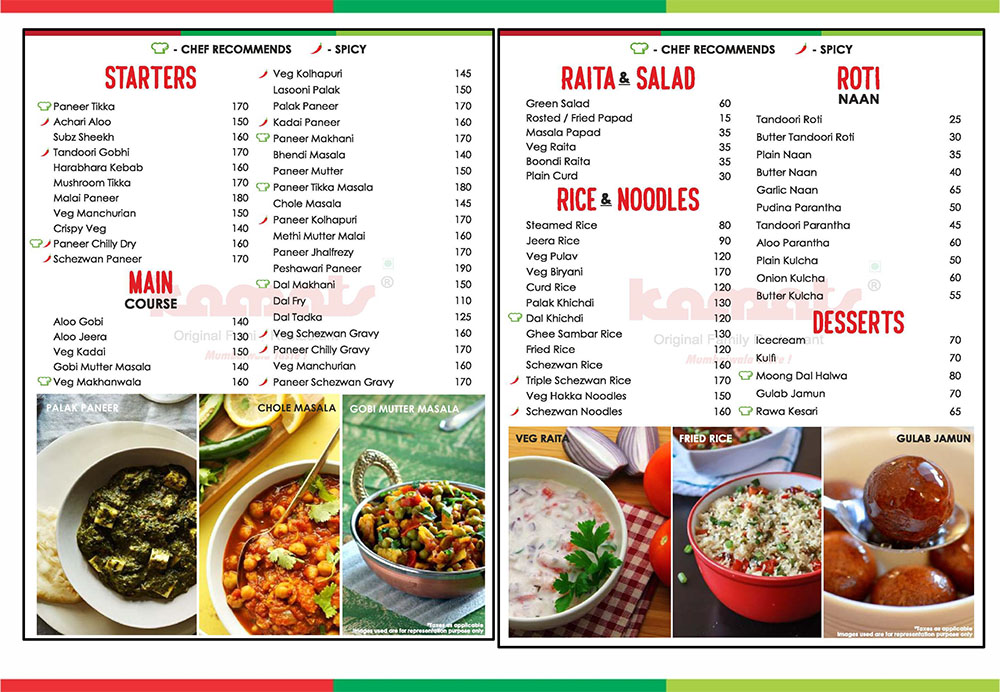 - CHEF RECOMMENDS - SPICY
STARTERS
Paneer Tikka 170
Achari Aloo 150
Subz Sheekh 160
Tandoori Gobhi 170
Harabhara Kebab 160
Mushroom Tikka 170
Malai Paneer 180
Veg Manchurian 150
Crispy Veg 140
Paneer Chilly Dry 160
Schezwan Paneer 170
MAIN
COURSE
Aloo Gobi 140
Aloo Jeera 130
Veg Kadai 150
Gobi Mutter Masala 140
Veg Makhanwala 160
Veg Kolhapuri 145
Lasooni Palak 150
Palak Paneer 170
Kadai Paneer 160
Paneer Makhani 170
Bhendi Masala 140
Paneer Mutter 150
Paneer Tikka Masala 180
Chole Masala 145
Paneer Kolhapuri 170
Methi Mutter Malai 160
Paneer Jhalfrezy 170
Peshawari Paneer 190
Dal Makhani 150
Dal Fry 110
Dal Tadka 125
Veg Schezwan Gravy 160
Paneer Chilly Gravy 170
Veg Manchurian 160
Paneer Schezwan Gravy 170
kamats ®
Original
PALAK PANEER
CHOLE MASALA
GOBI MUTTER MASALA
*Taxes as applicable
Images used are for representation purpose only
- CHEF RECOMMENDS - SPICY
RAITA & SALAD
Green Salad 60
Rosted / Fried Papad 15
Masala Papad 35
Veg Raita 35
Boondi Raita 35
Plain Curd 30
RICE & NOODLES
Steamed Rice 80
Jeera Rice 90
Veg Pulav 120
Veg Biryani 170
Curd Rice 120
Palak Khichdi 130
Dal Khichdi 120
Ghee Sambar Rice 130
Fried Rice 120
Schezwan Rice 160
Triple Schezwan Rice 170
Veg Hakka Noodles 150
Schezwan Noodles 160
ROTI
NAAN
Tandoori Roti 25
Butter Tandoori Roti 30
Plain Naan 35
Butter Naan 40
Garlic Naan 65
Pudina Parantha 50
Tandoori Parantha 45
Aloo Parantha 60
Plain Kulcha 50
Onion Kulcha 60
Butter Kulcha 55
DESSERTS
Icecream 70
Kulfi 70
Moong Dal Halwa 80
Gulab Jamun 70
Rawa Kesari 65
kamats ®
Original Family
VEG RAITA
FRIED RICE
GULAB JAMUN
*Taxes as applicable
Images used are for representation purpose only